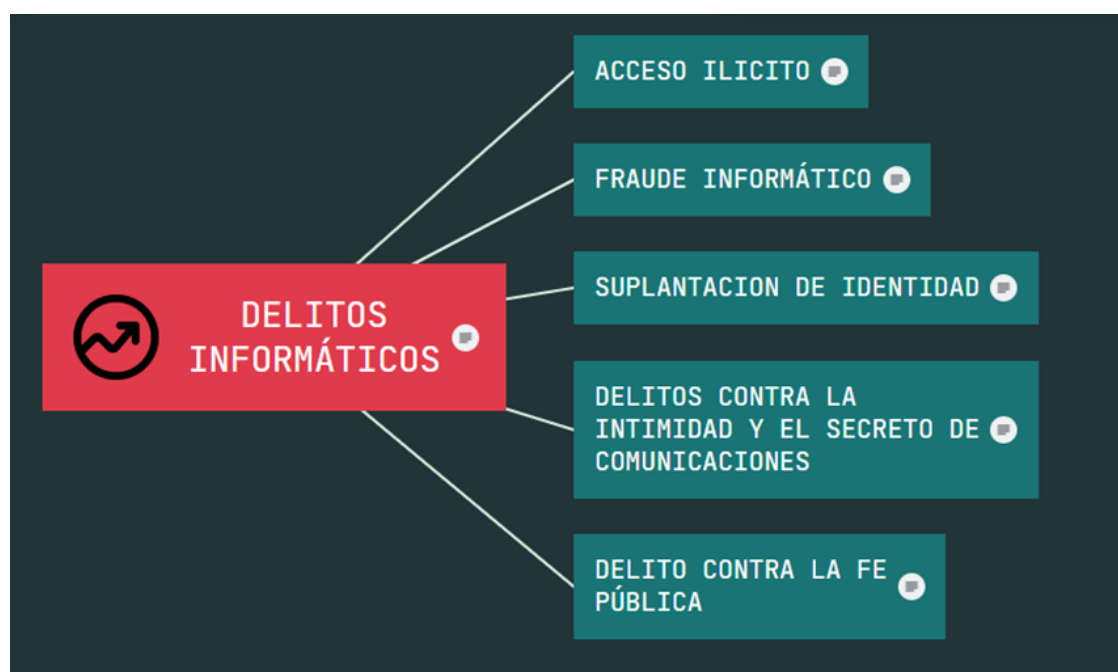 ACCESO ILICITO
FRAUDE INFORMÁTICO
SUPLANTACION DE IDENTIDAD
DELITOS
INFORMÁTICOS
DELITOS CONTRA LA
INTIMIDAD Y EL SECRETO DE
COMUNICACIONES
DELITO CONTRA LA FE
PÚBLICA